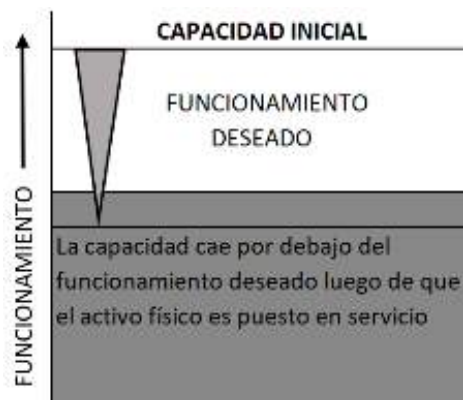 CAPACIDAD INICIAL
FUNCIONAMIENTO
DESEADO
La capacidad cae por debajo del
funcionamiento deseado luego de que
el activo físico es puesto en servicio
FUNCIONAMIENTO